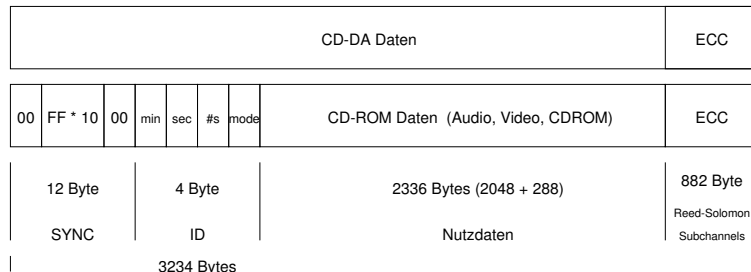 CD-DA Daten ECC
00 FF * 10 00 min sec #s mode CD-ROM Daten (Audio, Video, CDROM) ECC
12 Byte 4 Byte 2336 Bytes (2048 + 288) 882 Byte
Reed-Solomon
SYNC ID Nutzdaten Subchannels
3234 Bytes